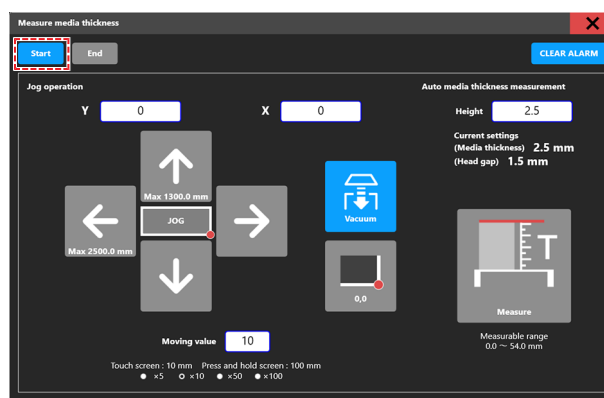 Measure media thickness
Start
End
CLEAR ALARM
Jog operation
Y 0 X 0
Max 1300.0 mm
JOG
Max 2500.0 mm
Vacuum
0,0
Moving value 10
Touch screen : 10 mm Press and hold screen : 100 mm
×5 ×10 ×50 ×100
Auto media thickness measurement
Height 2.5
Current settings
(Media thickness) 2.5 mm
(Head gap) 1.5 mm
T
Measure
Measurable range
0.0 ~ 54.0 mm